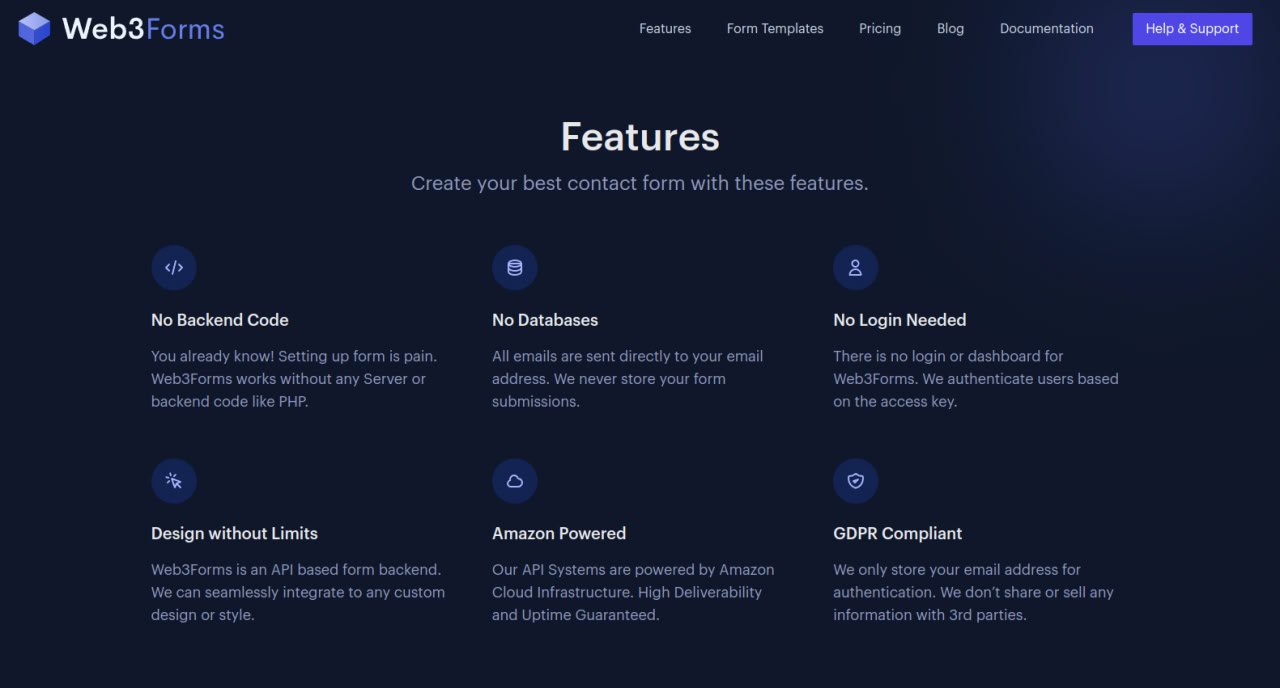 Web3Forms
Features
Form Templates
Pricing
Blog
Documentation
Help & Support
Features
Create your best contact form with these features.
No Backend Code
You already know! Setting up form is pain.
Web3Forms works without any Server or
backend code like PHP.
No Databases
All emails are sent directly to your email
address. We never store your form
submissions.
No Login Needed
There is no login or dashboard for
Web3Forms. We authenticate users based
on the access key.
Design without Limits
Web3Forms is an API based form backend.
We can seamlessly integrate to any custom
design or style.
Amazon Powered
Our API Systems are powered by Amazon
Cloud Infrastructure. High Deliverability
and Uptime Guaranteed.
GDPR Compliant
We only store your email address for
authentication. We don’t share or sell any
information with 3rd parties.